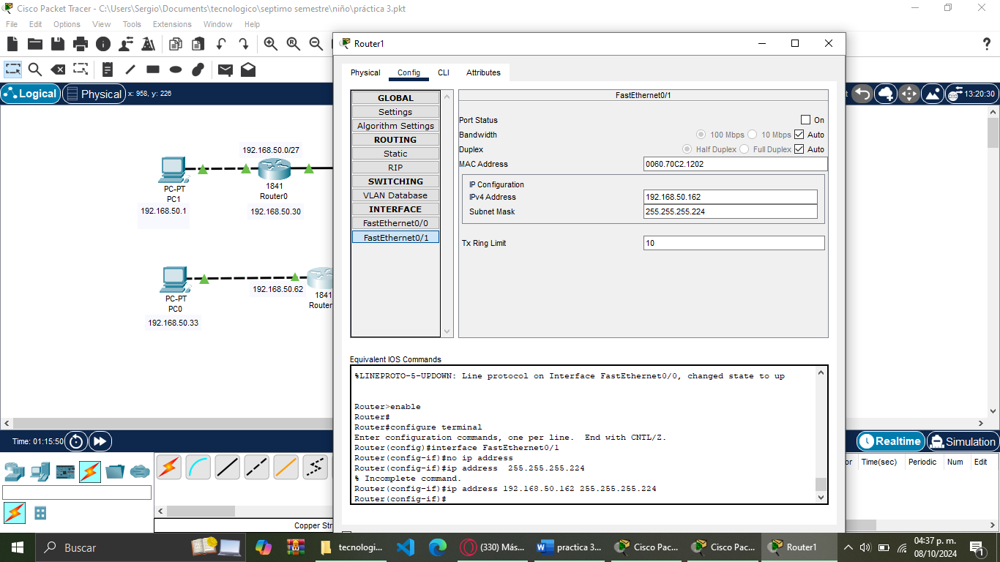 Cisco Packet Tracer - C:\Users\Sergio\Documents\tecnologico\septimo semestre\niño\práctica 3.pkt
File Edit Options View Tools Extensions Window Help
Router1
Physical Config CLI Attributes
Logical Physical x: 958, y: 226
13:20:30
GLOBAL
Settings
Algorithm Settings
ROUTING
Static
RIP
SWITCHING
VLAN Database
INTERFACE
FastEthernet0/0
FastEthernet0/1
FastEthernet0/1
Port Status On
Bandwidth 100 Mbps 10 Mbps Auto
Duplex Half Duplex Full Duplex Auto
MAC Address 0060.70C2.1202
IP Configuration
IPv4 Address 192.168.50.162
Subnet Mask 255.255.255.224
Tx Ring Limit 10
192.168.50.0/27
PC-PT
PC1
192.168.50.1
1841
Router0
192.168.50.30
PC-PT
PC0
192.168.50.33
192.168.50.62
1841
Router
Equivalent IOS Commands
%LINEPROTO-5-UPDOWN: Line protocol on Interface FastEthernet0/0, changed state to up
Router>enable
Router#
Router#configure terminal
Enter configuration commands, one per line. End with CNTL/Z.
Router(config)#interface FastEthernet0/1
Router(config-if)#no ip address
Router(config-if)#ip address 255.255.255.224
% Incomplete command.
Router(config-if)#ip address 192.168.50.162 255.255.255.224
Router(config-if)#
Time: 01:15:50
Realtime Simulation
Time(sec) Periodic Num Edit
Copper Str
Buscar
tecnologi... (330) Más... practica 3... Cisco Pac... Cisco Pac... Router1
04:37 p. m.
08/10/2024
1